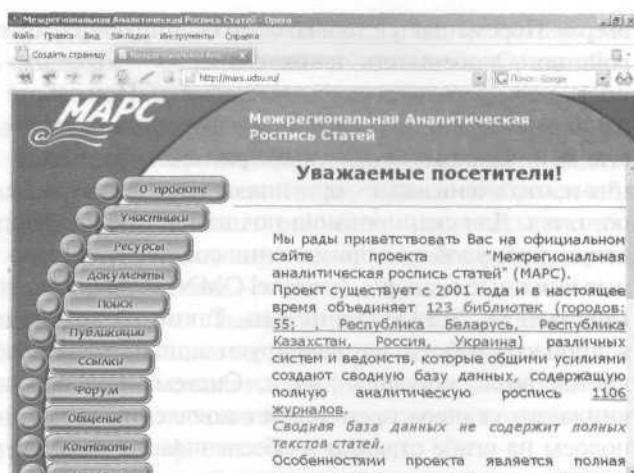 Межрегиональная Аналитическая Роспись Статей - Opera
Файл Правка Вид Закладки Инструменты Справка
Создать страницу
http://mars.udsu.ru/
Поиск Google
МАРС
@
Межрегиональная Аналитическая
Роспись Статей
О проекте
Участники
Ресурсы
Документы
Поиск
Публикации
Ссылки
Форум
Общение
Контакты
Уважаемые посетители!
Мы рады приветствовать Вас на официальном
сайте проекта "Межрегиональная
аналитическая роспись статей" (МАРС).
Проект существует с 2001 года и в настоящее
время объединяет 123 библиотек (городов:
55; Республика Беларусь, Республика
Казахстан, Россия, Украина) различных
систем и ведомств, которые общими усилиями
создают сводную базу данных, содержащую
полную аналитическую роспись 1106
журналов.
Сводная база данных не содержит полных
текстов статей.
Особенностями проекта является полная